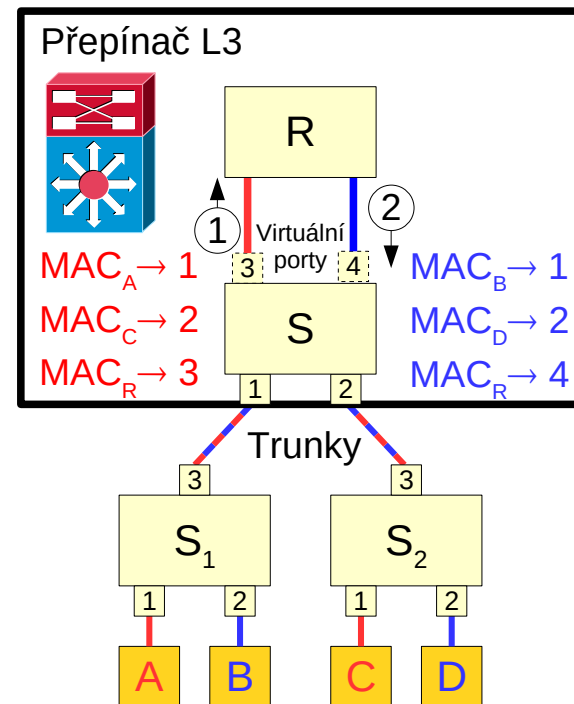 Přepínač L3
R
1
2
Virtuální
porty
3
4
MAC_A → 1
MAC_C → 2
MAC_R → 3
S
MAC_B → 1
MAC_D → 2
MAC_R → 4
1
2
Trunky
3
3
S_1
S_2
1
2
1
2
A
B
C
D